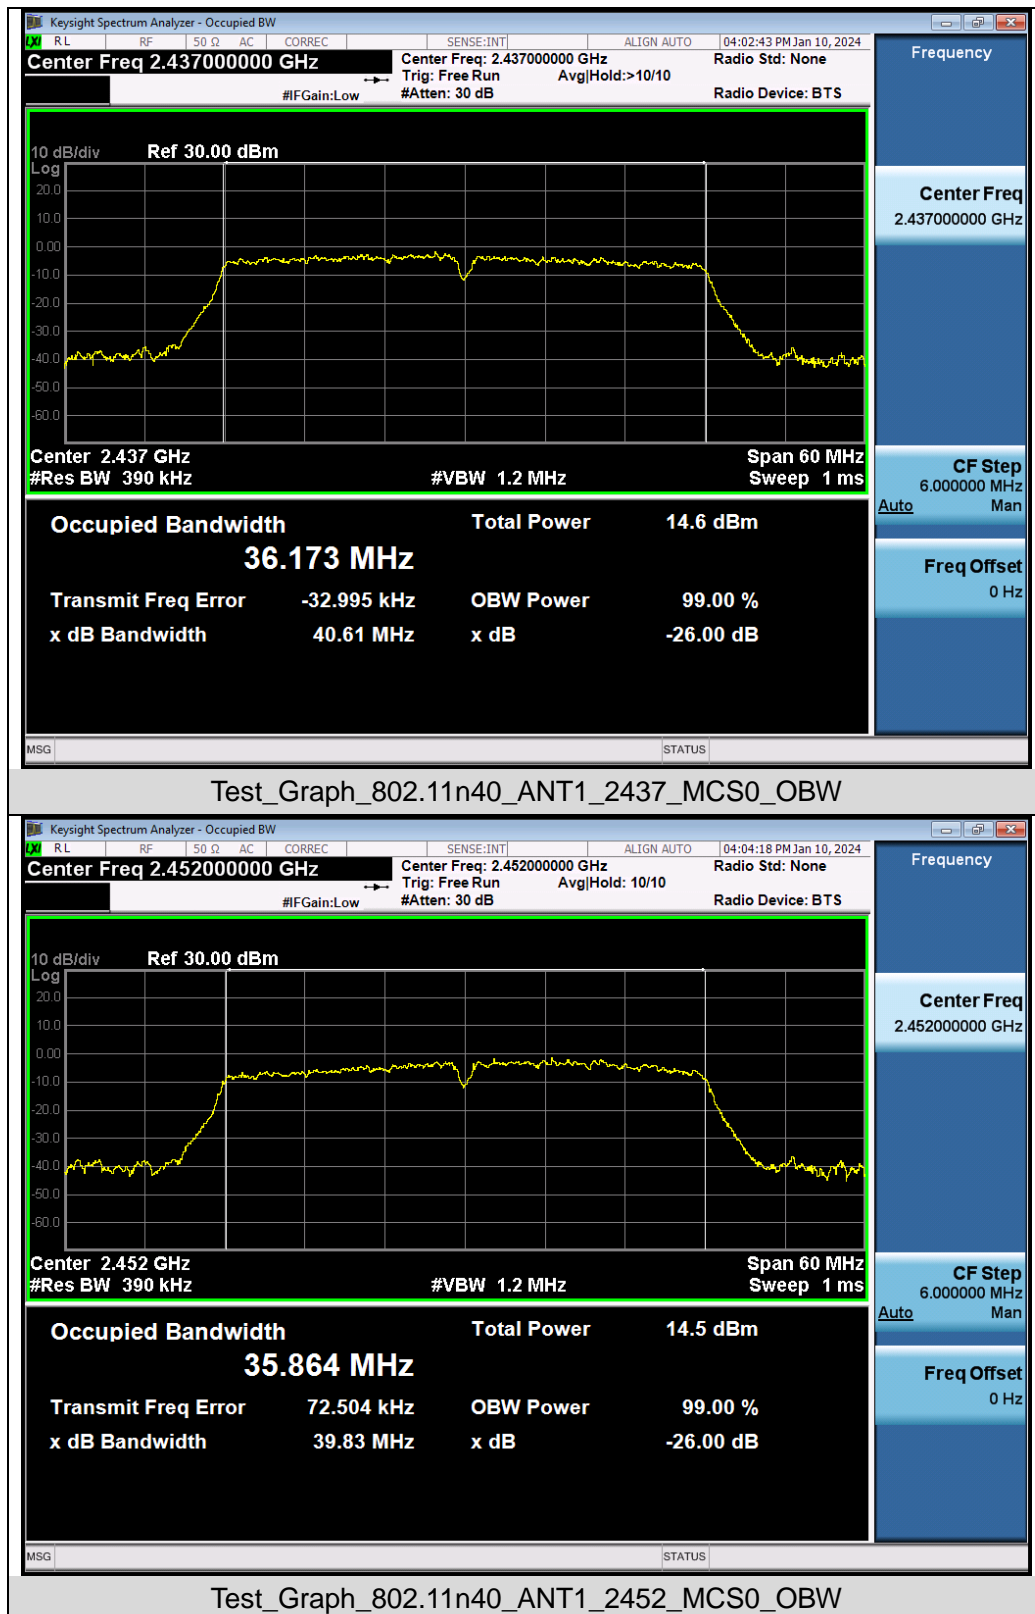 Keysight Spectrum Analyzer - Occupied BW
LXI RL RF 50 Ω AC CORREC SENSE:INT ALIGN AUTO 04:02:43 PM Jan 10, 2024
Center Freq 2.437000000 GHz
Center Freq: 2.437000000 GHz
Radio Std: None
Trig: Free Run Avg|Hold:>10/10
#IFGain:Low
#Atten: 30 dB
Radio Device: BTS
Frequency
10 dB/div Ref 30.00 dBm
Log
20.0
10.0
0.00
-10.0
-20.0
-30.0
-40.0
-50.0
-60.0
Center Freq
2.437000000 GHz
Center 2.437 GHz Span 60 MHz
#Res BW 390 kHz #VBW 1.2 MHz Sweep 1 ms
CF Step
6.000000 MHz
Auto Man
Freq Offset
0 Hz
Occupied Bandwidth Total Power 14.6 dBm
36.173 MHz
Transmit Freq Error -32.995 kHz OBW Power 99.00 %
x dB Bandwidth 40.61 MHz x dB -26.00 dB
MSG STATUS
Test_Graph_802.11n40_ANT1_2437_MCS0_OBW
Keysight Spectrum Analyzer - Occupied BW
LXI RL RF 50 Ω AC CORREC SENSE:INT ALIGN AUTO 04:04:18 PM Jan 10, 2024
Center Freq 2.452000000 GHz
Center Freq: 2.452000000 GHz
Radio Std: None
Trig: Free Run Avg|Hold: 10/10
#IFGain:Low
#Atten: 30 dB
Radio Device: BTS
Frequency
10 dB/div Ref 30.00 dBm
Log
20.0
10.0
0.00
-10.0
-20.0
-30.0
-40.0
-50.0
-60.0
Center Freq
2.452000000 GHz
Center 2.452 GHz Span 60 MHz
#Res BW 390 kHz #VBW 1.2 MHz Sweep 1 ms
CF Step
6.000000 MHz
Auto Man
Freq Offset
0 Hz
Occupied Bandwidth Total Power 14.5 dBm
35.864 MHz
Transmit Freq Error 72.504 kHz OBW Power 99.00 %
x dB Bandwidth 39.83 MHz x dB -26.00 dB
MSG STATUS
Test_Graph_802.11n40_ANT1_2452_MCS0_OBW